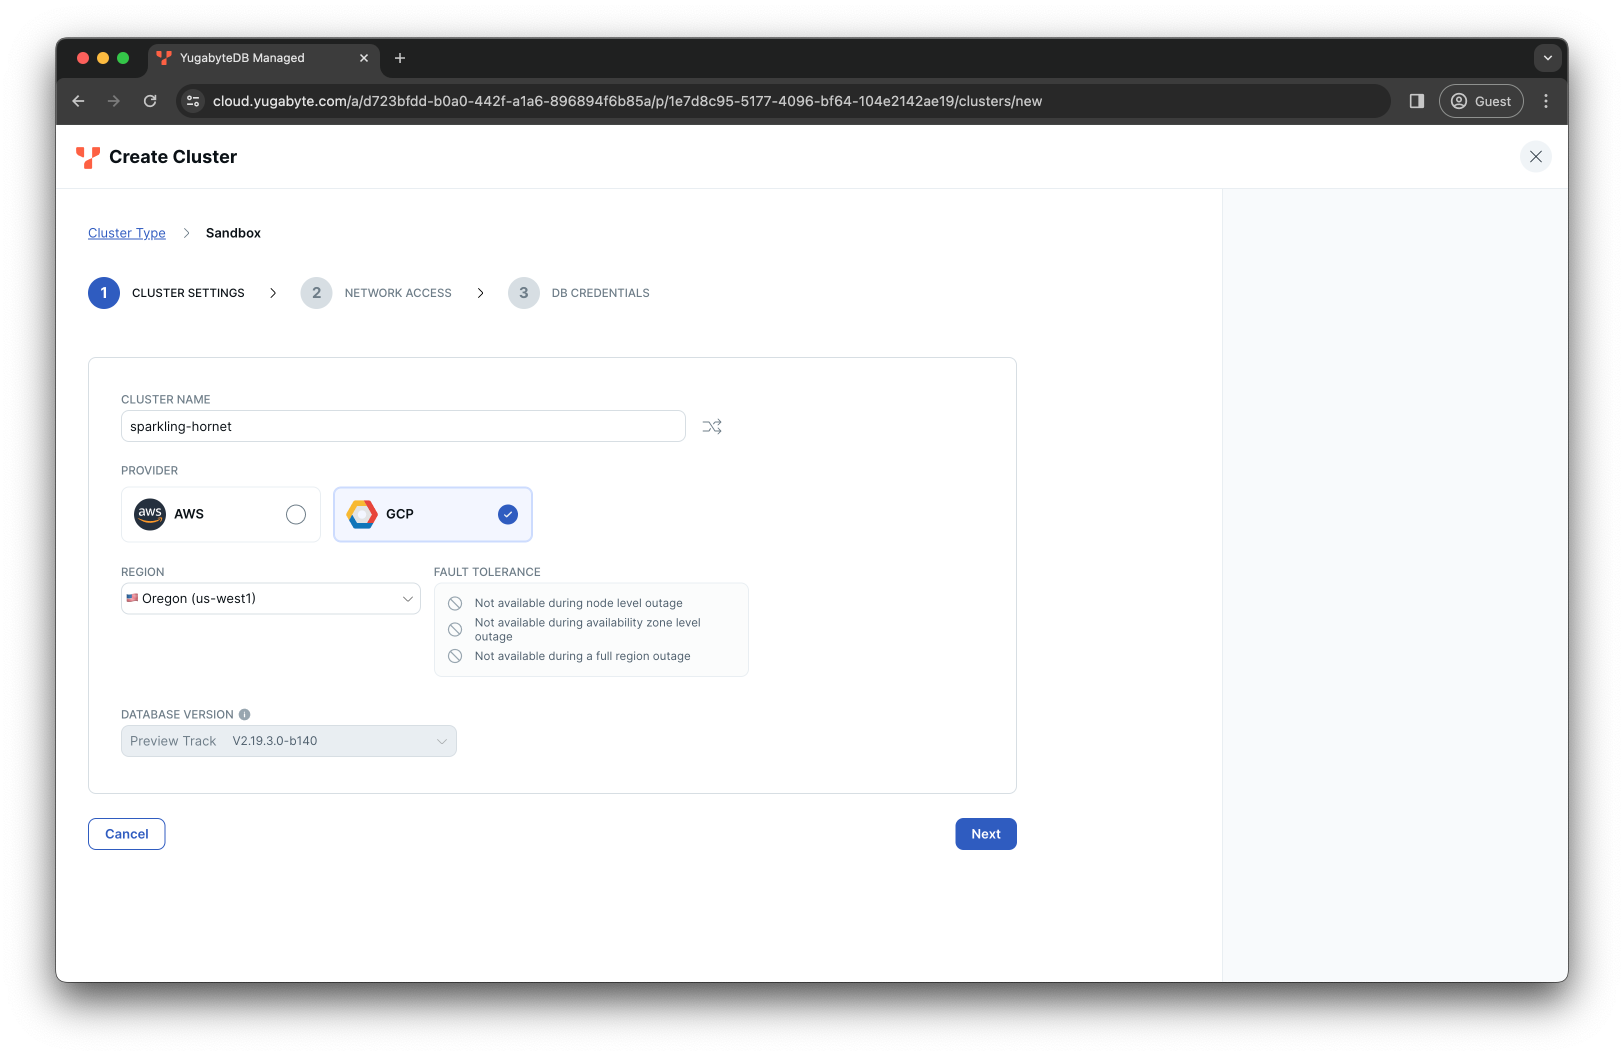 YugabyteDB Managed
cloud.yugabyte.com/a/d723bfdd-b0a0-442f-a1a6-896894f6b85a/p/1e7d8c95-5177-4096-bf64-104e2142ae19/clusters/new
Guest
Create Cluster
Cluster Type > Sandbox
1 CLUSTER SETTINGS > 2 NETWORK ACCESS > 3 DB CREDENTIALS
CLUSTER NAME
sparkling-hornet
PROVIDER
aws AWS
GCP
REGION
Oregon (us-west1)
FAULT TOLERANCE
Not available during node level outage
Not available during availability zone level
outage
Not available during a full region outage
DATABASE VERSION
Preview Track V2.19.3.0-b140
Cancel
Next